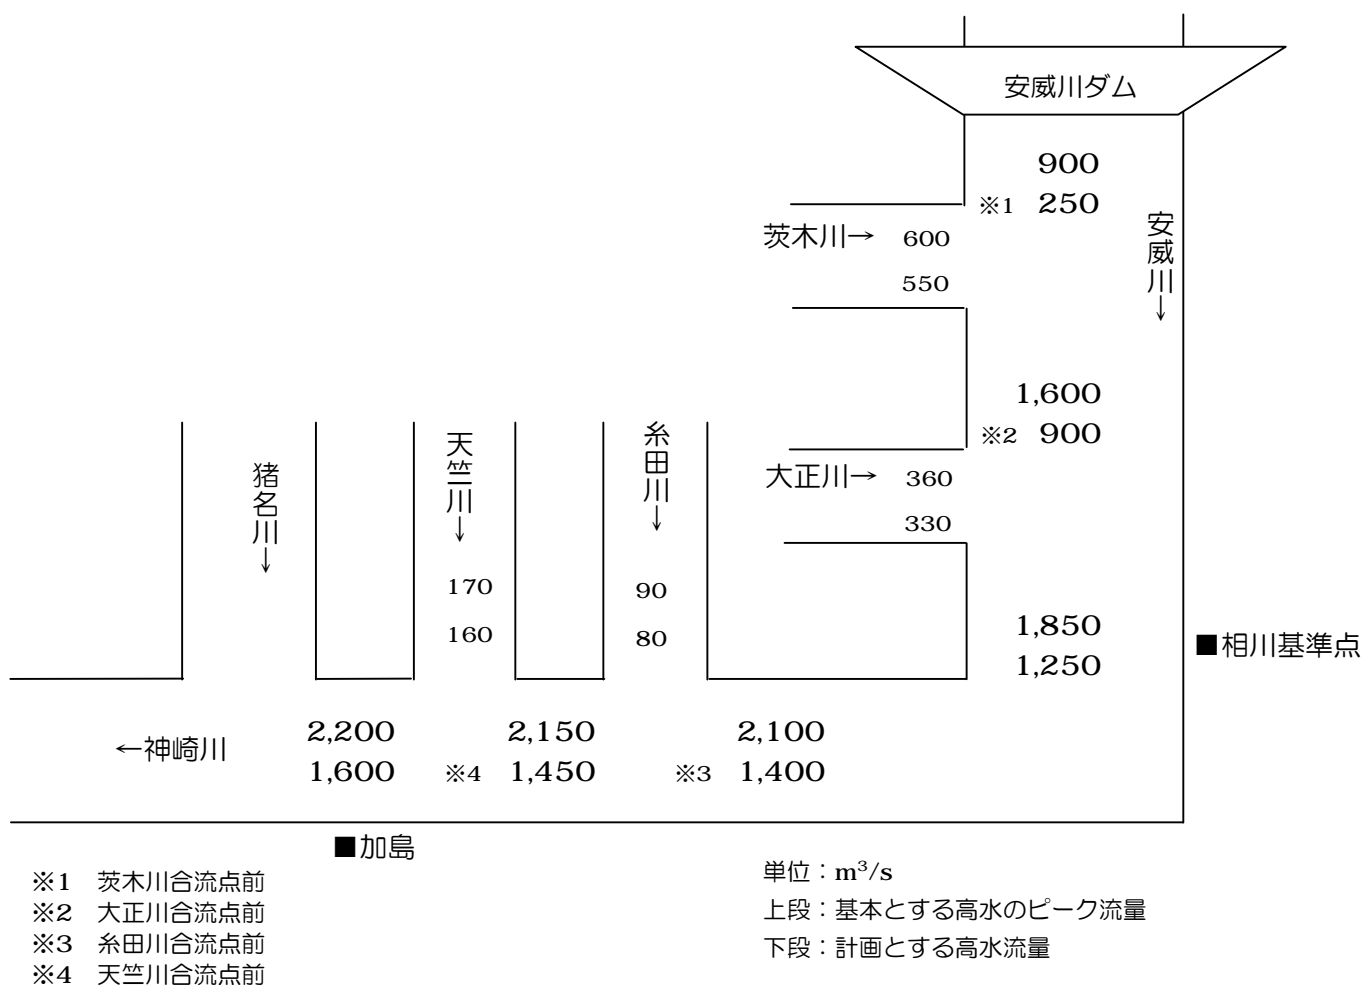 安威川ダム
900
※1 250
茨木川→ 600
550
安威川→
1,600
※2 900
大正川→ 360
330
猪名川→
天竺川→
糸田川→
170
160
90
80
1,850
1,250
■相川基準点
←神崎川
2,200
1,600
2,150
※4 1,450
2,100
※3 1,400
■加島
※1 茨木川合流点前
※2 大正川合流点前
※3 糸田川合流点前
※4 天竺川合流点前
単位：m³/s
上段：基本とする高水のピーク流量
下段：計画とする高水流量